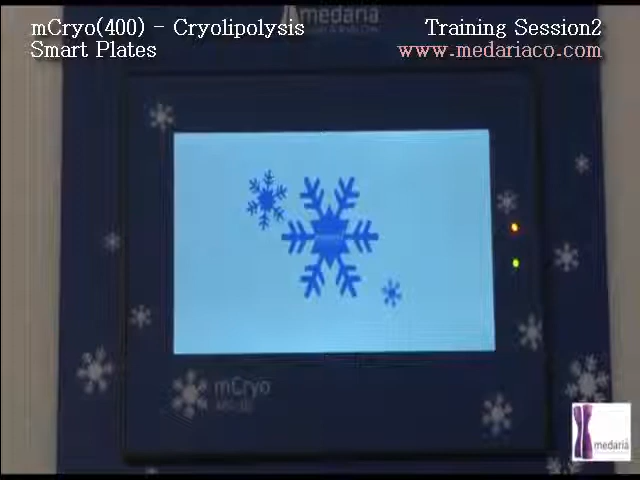 medaria
mCryo(400) - Cryolipolysis
Training Session2
Smart Plates
www.medariaco.com
mCryo
medaria